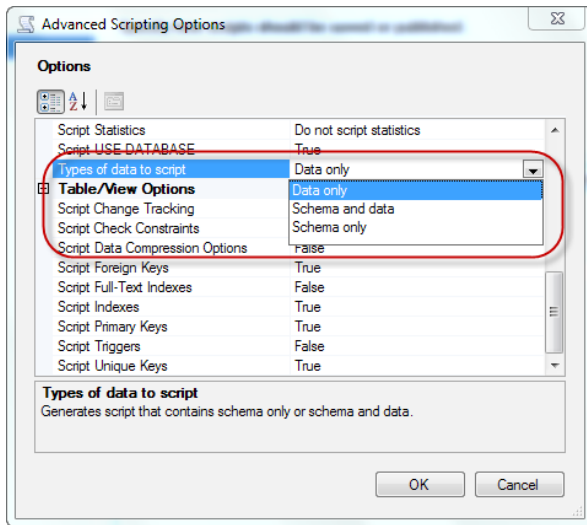 Advanced Scripting Options
Options
Script Statistics Do not script statistics
Script USE DATABASE True
Types of data to script Data only
Table/View Options Data only
Script Change Tracking Schema and data
Script Check Constraints Schema only
Script Data Compression Options False
Script Foreign Keys True
Script Full-Text Indexes False
Script Indexes True
Script Primary Keys True
Script Triggers False
Script Unique Keys True
Types of data to script
Generates script that contains schema only or schema and data.
OK Cancel